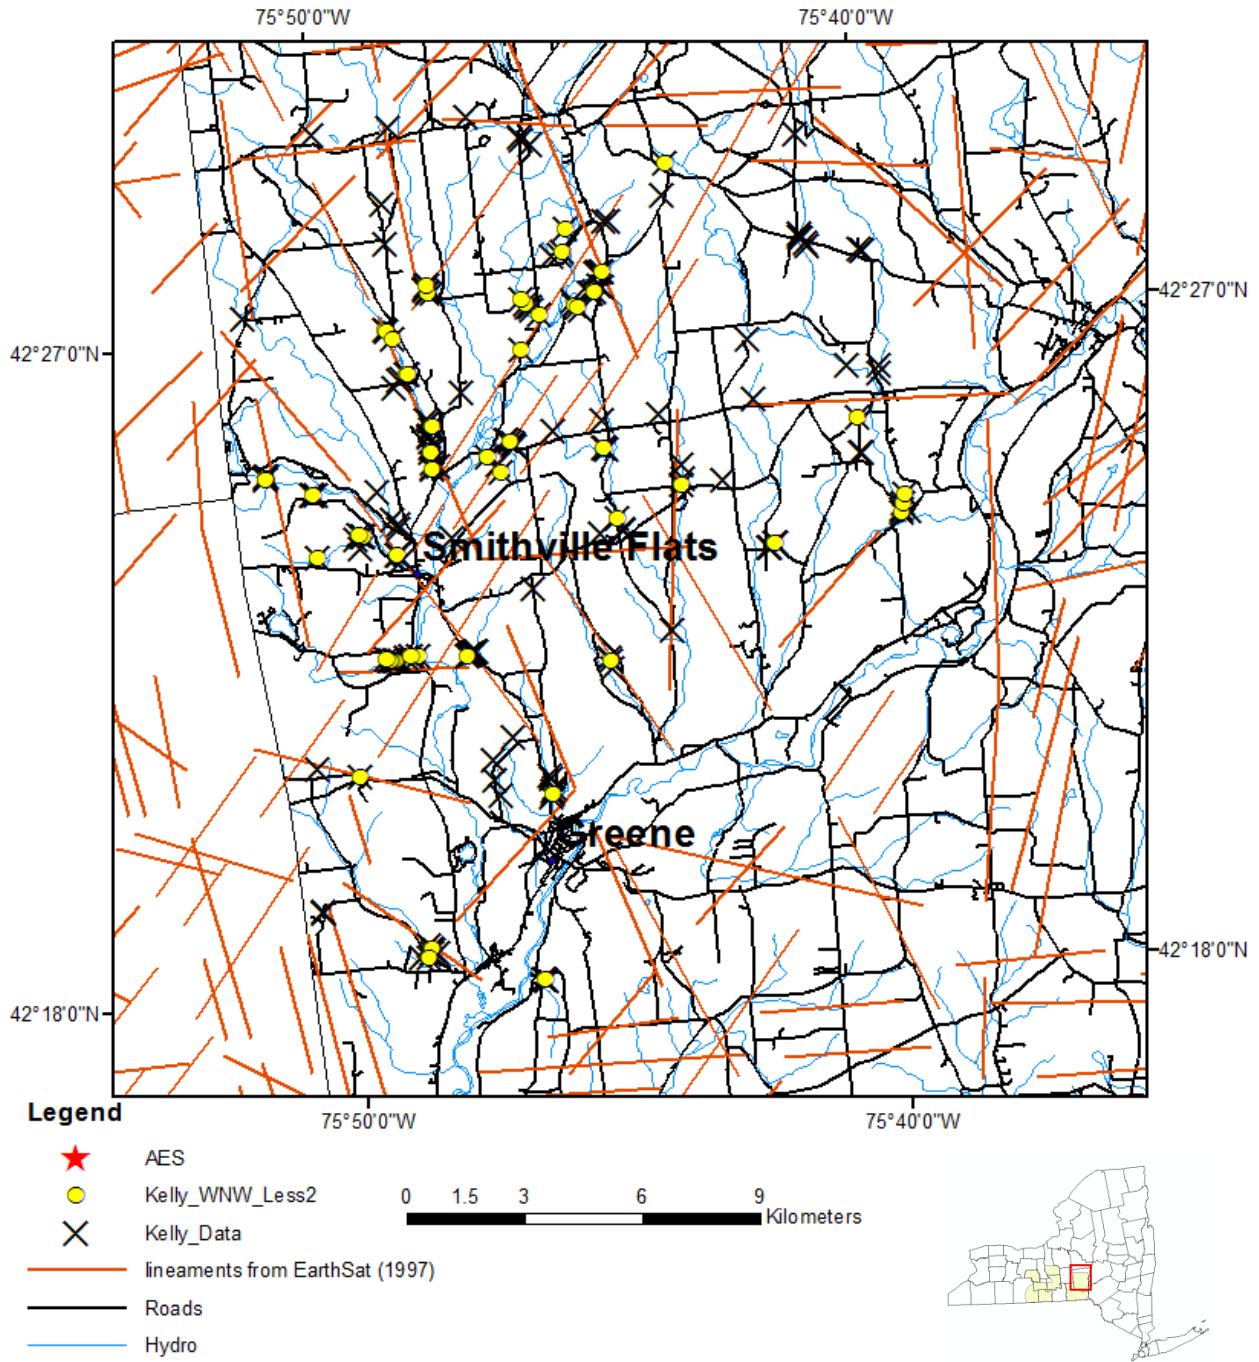 75°50'0"W 75°40'0"W
42°27'0"N
42°27'0"N
Smithville Flats
Greene
42°18'0"N
42°18'0"N
75°50'0"W 75°40'0"W
Legend
AES
Kelly_WNW_Less2
Kelly_Data
lineaments from EarthSat (1997)
Roads
Hydro
0 1.5 3 6 9
Kilometers